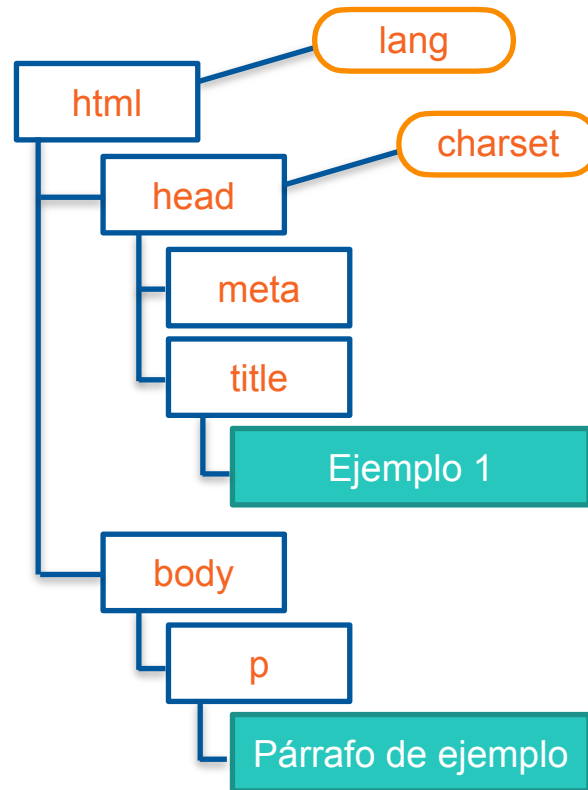 lang
html
charset
head
meta
title
Ejemplo 1
body
p
Párrafo de ejemplo